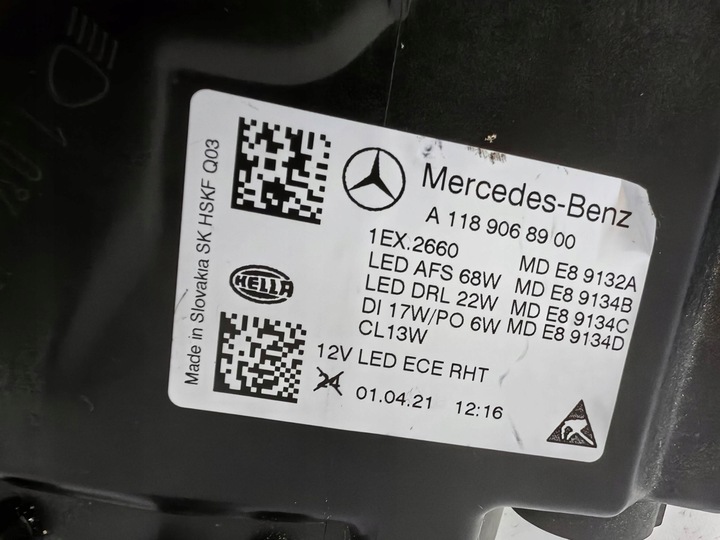 Mercedes-Benz
A 118 906 89 00
1EX.2660 MD E8 9132A
LED AFS 68W MD E8 9134B
LED DRL 22W MD E8 9134C
DI 17W/PO 6W MD E8 9134D
CL13W
12V LED ECE RHT
24 01.04.21 12:16
HELLA
Made in Slovakia SK HSKF Q03